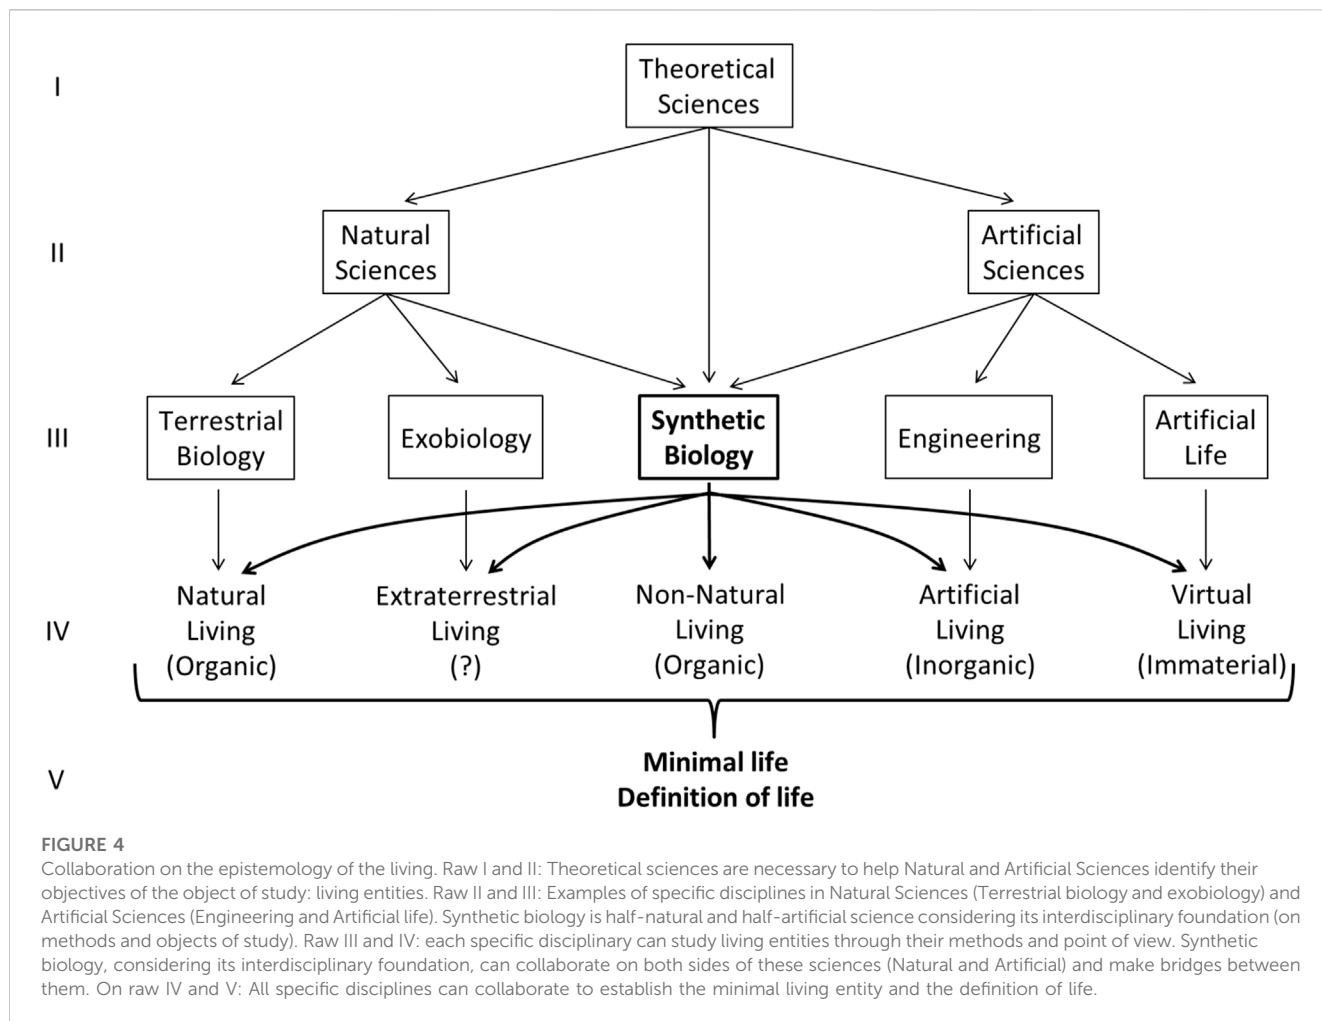 I
Theoretical
Sciences
II
Natural
Sciences
Artificial
Sciences
III
Terrestrial
Biology
Exobiology
Synthetic
Biology
Engineering
Artificial
Life
IV
Natural
Living
(Organic)
Extraterrestrial
Living
(?)
Non-Natural
Living
(Organic)
Artificial
Living
(Inorganic)
Virtual
Living
(Immaterial)
V
Minimal life
Definition of life
FIGURE 4
Collaboration on the epistemology of the living. Raw I and II: Theoretical sciences are necessary to help Natural and Artificial Sciences identify their
objectives of the object of study: living entities. Raw II and III: Examples of specific disciplines in Natural Sciences (Terrestrial biology and exobiology) and
Artificial Sciences (Engineering and Artificial life). Synthetic biology is half-natural and half-artificial science considering its interdisciplinary foundation (on
methods and objects of study). Raw III and IV: each specific disciplinary can study living entities through their methods and point of view. Synthetic
biology, considering its interdisciplinary foundation, can collaborate on both sides of these sciences (Natural and Artificial) and make bridges between
them. On raw IV and V: All specific disciplines can collaborate to establish the minimal living entity and the definition of life.